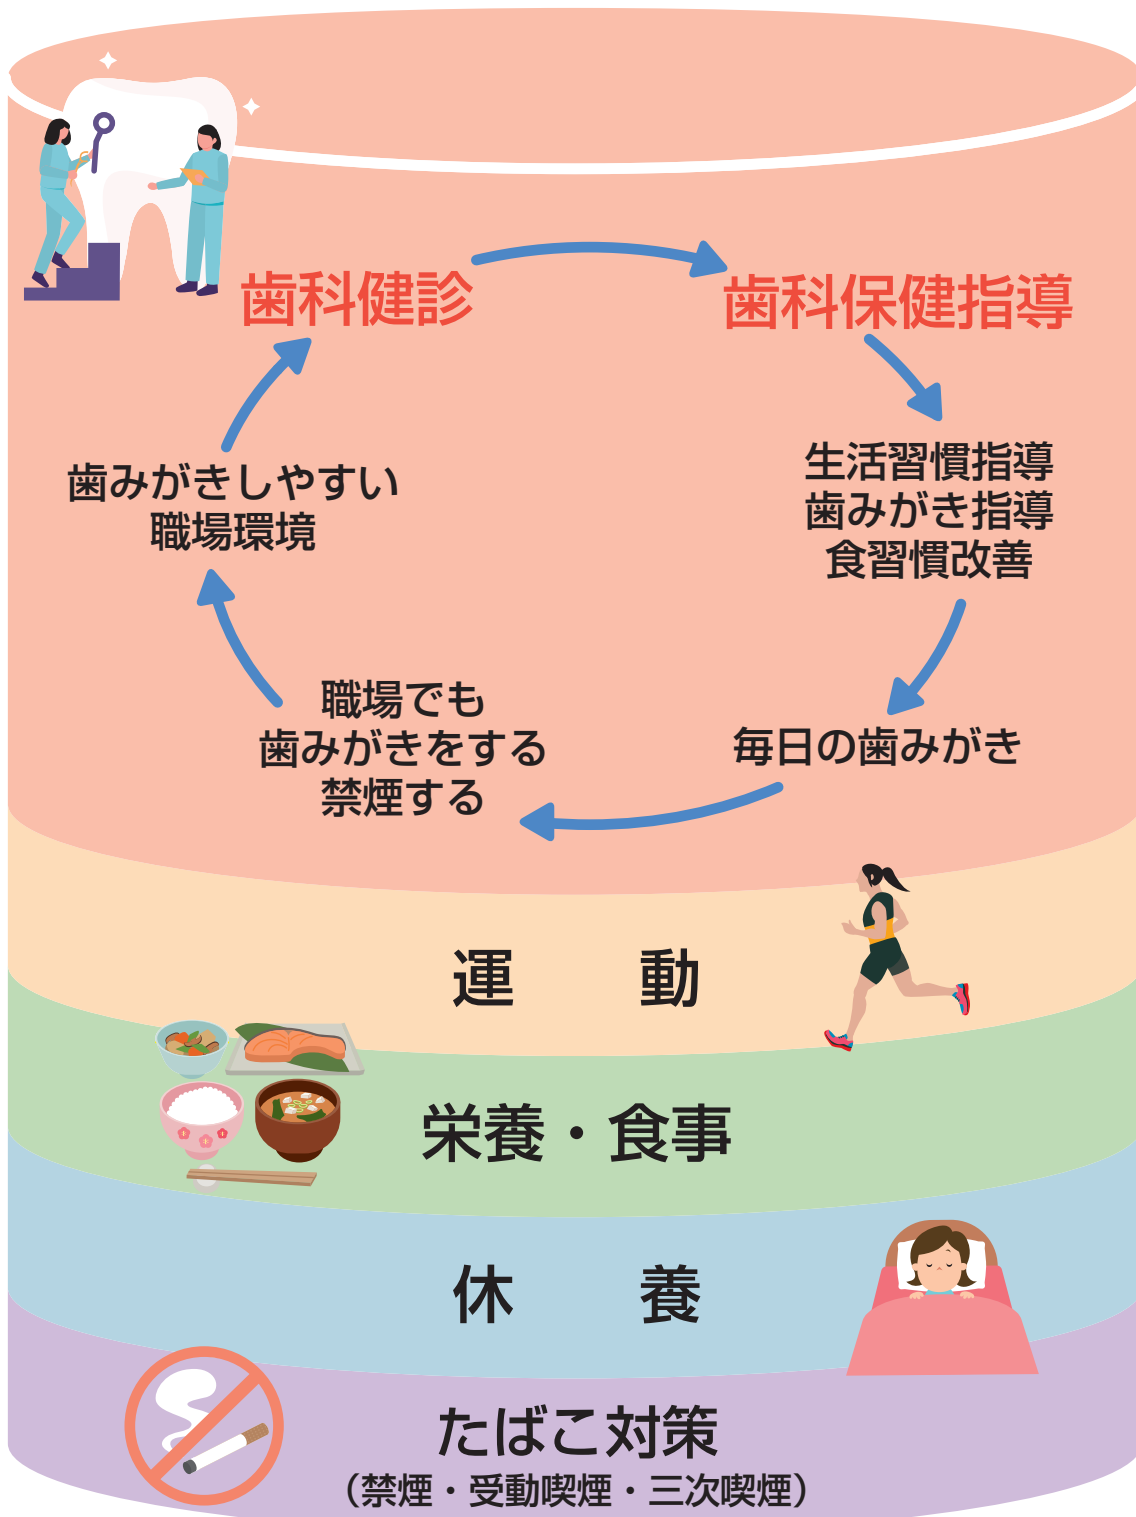 歯科健診
歯科保健指導
生活習慣指導
歯みがき指導
食習慣改善
毎日の歯みがき
職場でも
歯みがきをする
禁煙する
歯みがきしやすい
職場環境
運　　動
栄養・食事
休　　養
たばこ対策
（禁煙・受動喫煙・三次喫煙）